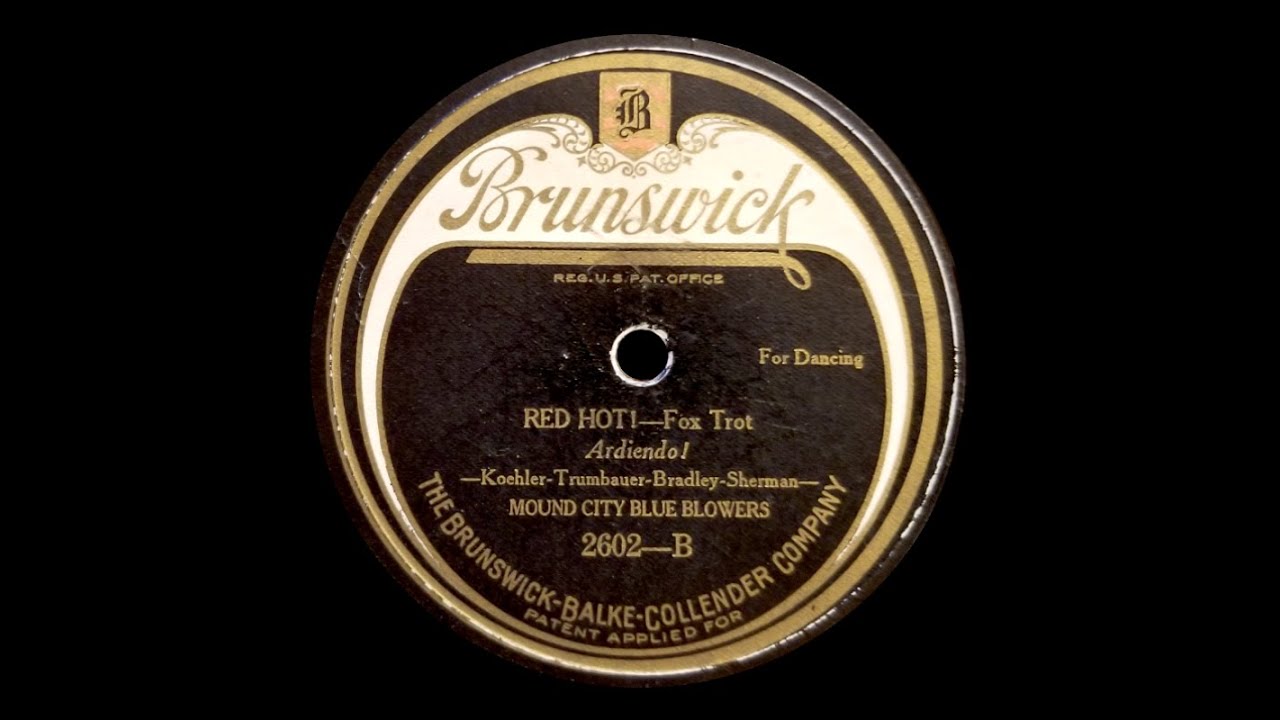 B
Brunswick
REG. U.S. PAT. OFFICE
For Dancing
RED HOT!—Fox Trot
Ardiendo!
—Koehler-Trumbauer-Bradley-Sherman—
MOUND CITY BLUE BLOWERS
2602—B
THE BRUNSWICK-BALKE-COLLENDER COMPANY
PATENT APPLIED FOR